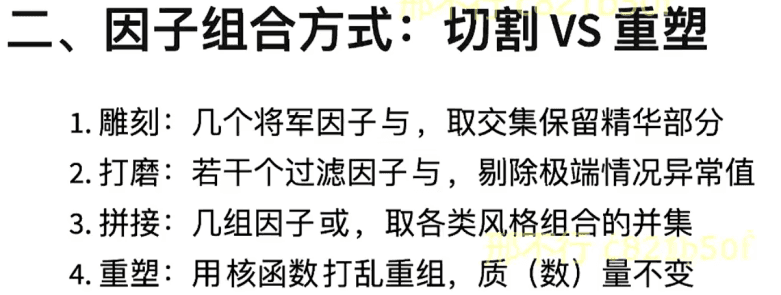 二、因子组合方式：切割 VS 重塑
1. 雕刻：几个将军因子与，取交集保留精华部分
2. 打磨：若干个过滤因子与，剔除极端情况异常值
3. 拼接：几组因子或，取各类风格组合的并集
4. 重塑：用核函数打乱重组，质（数）量不变